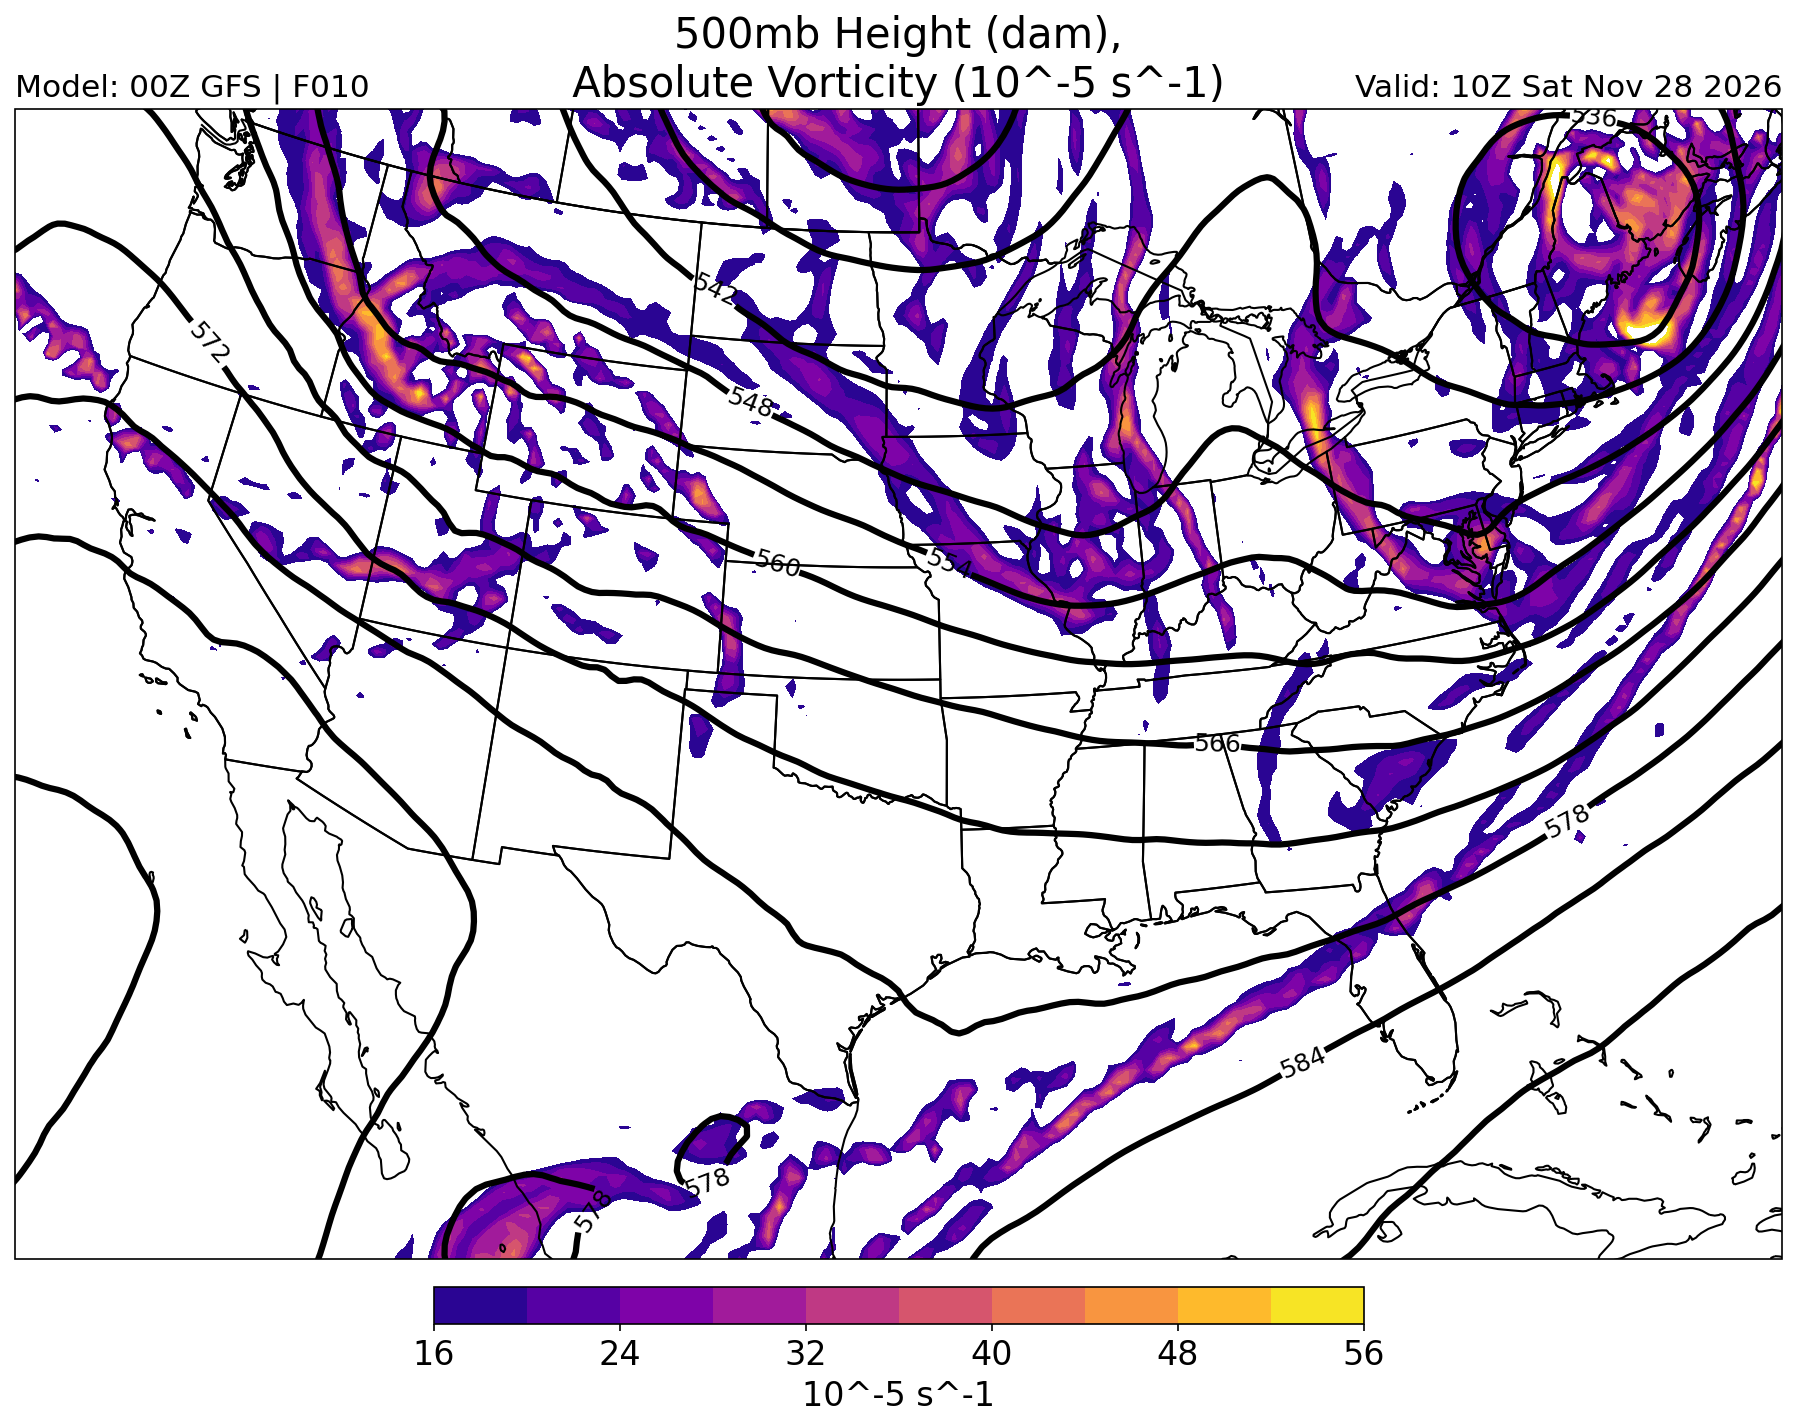 500mb Height (dam),
Model: 00Z GFS | F010
Absolute Vorticity (10^-5 s^-1)
Valid: 10Z Sat Nov 28 2026
536
542
572
548
560
554
566
578
584
578
578
16 24 32 40 48 56
10^-5 s^-1